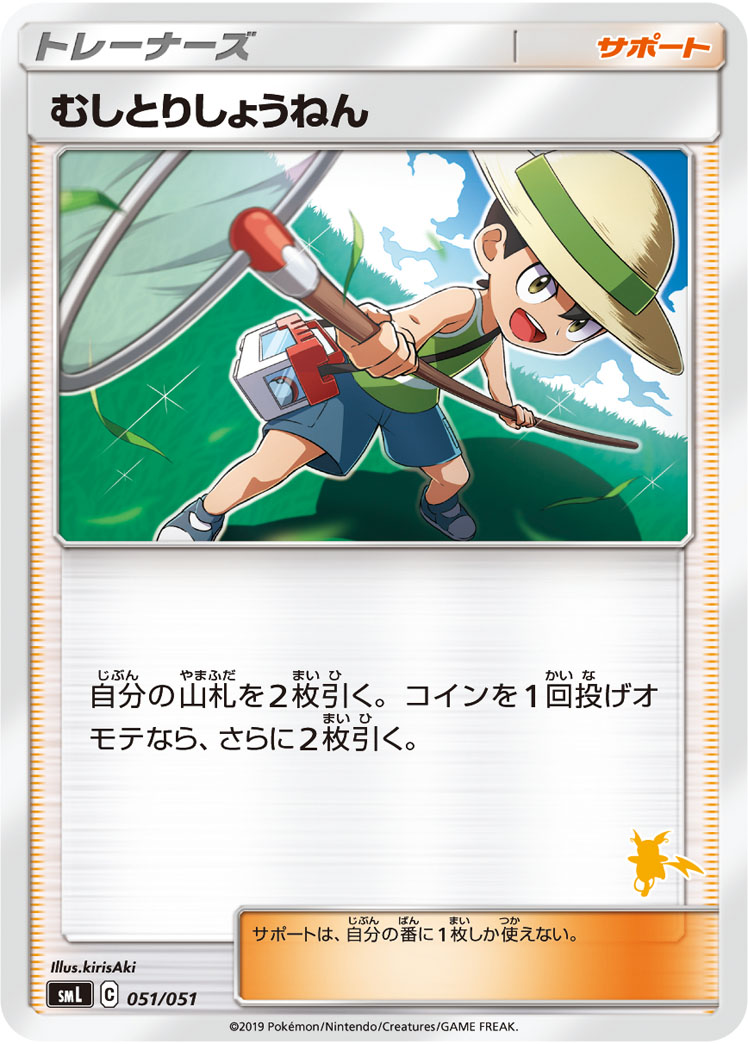 トレーナーズ
サポート
むしとりしょうねん
じぶん やまふだ まい ひ かい な
自分の山札を2枚引く。コインを1回投げオ
まい ひ
モテなら、さらに2枚引く。
じぶん ばん まい つか
サポートは、自分の番に1枚しか使えない。
Illus.kirisAki
SML C 051/051
©2019 Pokémon/Nintendo/Creatures/GAME FREAK.